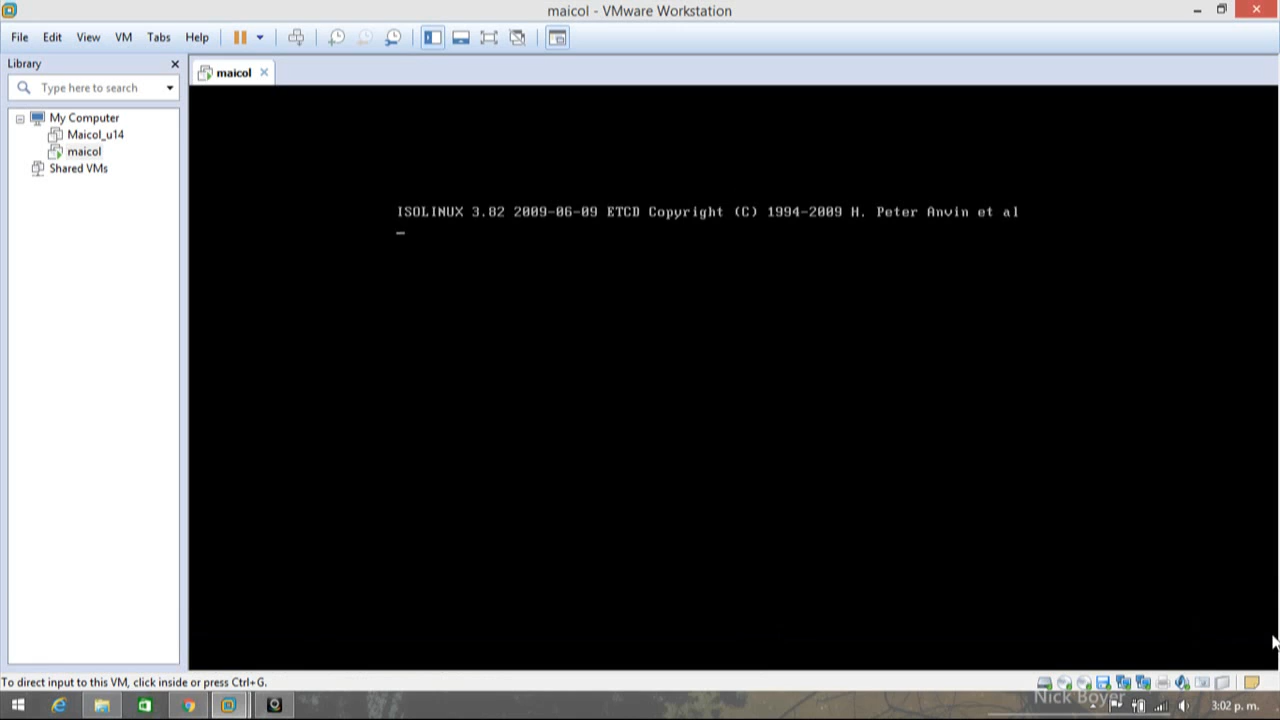 maicol - VMware Workstation
File Edit View VM Tabs Help
Library
maicol
Type here to search
My Computer
Maicol_u14
maicol
Shared VMs
ISOLINUX 3.82 2009-06-09 ETCD Copyright (C) 1994-2009 H. Peter Anvin et al
To direct input to this VM, click inside or press Ctrl+G.
Nick Boyer
3:02 p. m.